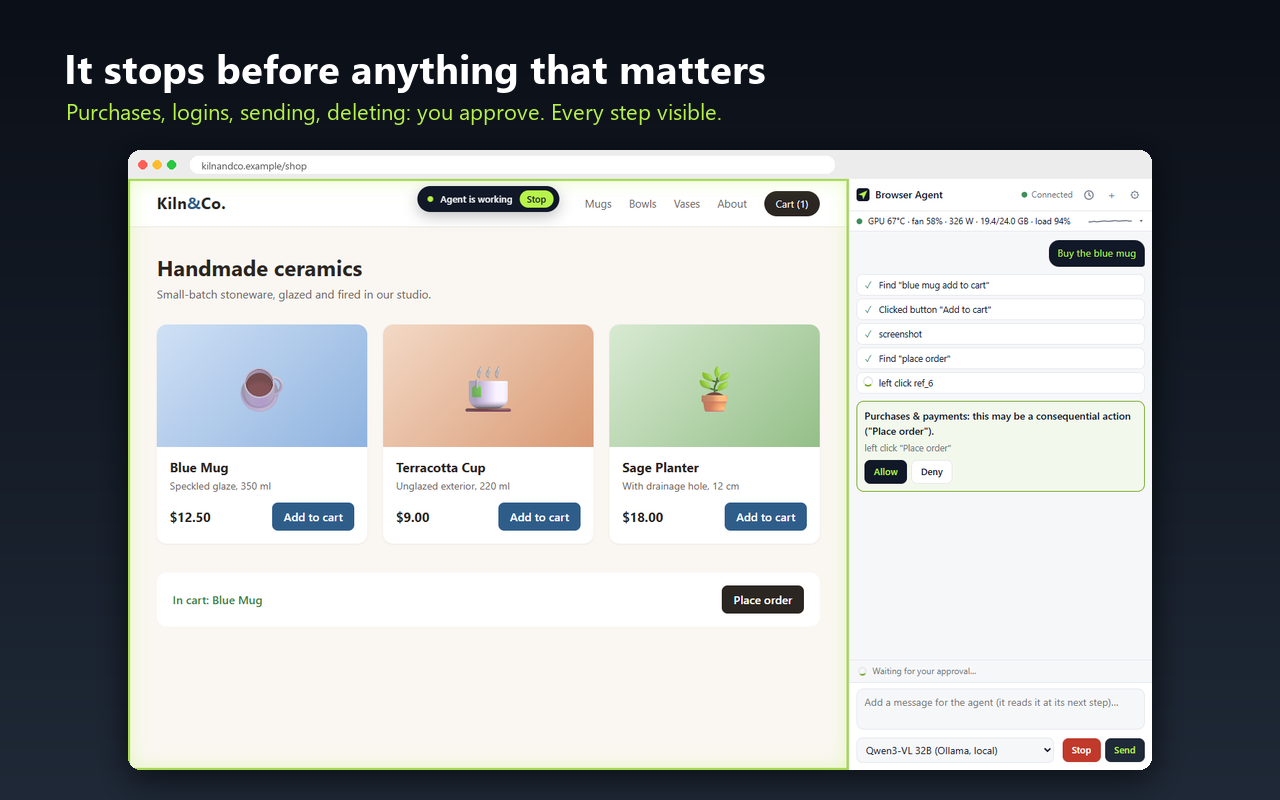 It stops before anything that matters
Purchases, logins, sending, deleting: you approve. Every step visible.
kilnandco.example/shop
Kiln&Co.
Agent is working
Stop
Mugs
Bowls
Vases
About
Cart (1)
Handmade ceramics
Small-batch stoneware, glazed and fired in our studio.
Blue Mug
Speckled glaze, 350 ml
$12.50
Add to cart
Terracotta Cup
Unglazed exterior, 220 ml
$9.00
Add to cart
Sage Planter
With drainage hole, 12 cm
$18.00
Add to cart
In cart: Blue Mug
Place order
Browser Agent
Connected
GPU 67°C · fan 58% · 326 W · 19.4/24.0 GB · load 94%
Buy the blue mug
✓ Find "blue mug add to cart"
✓ Clicked button "Add to cart"
✓ screenshot
✓ Find "place order"
left click ref_6
Purchases & payments: this may be a consequential action
("Place order").
left click "Place order"
Allow
Deny
Waiting for your approval...
Add a message for the agent (it reads it at its next step)...
Qwen3-VL 32B (Ollama, local)
Stop
Send